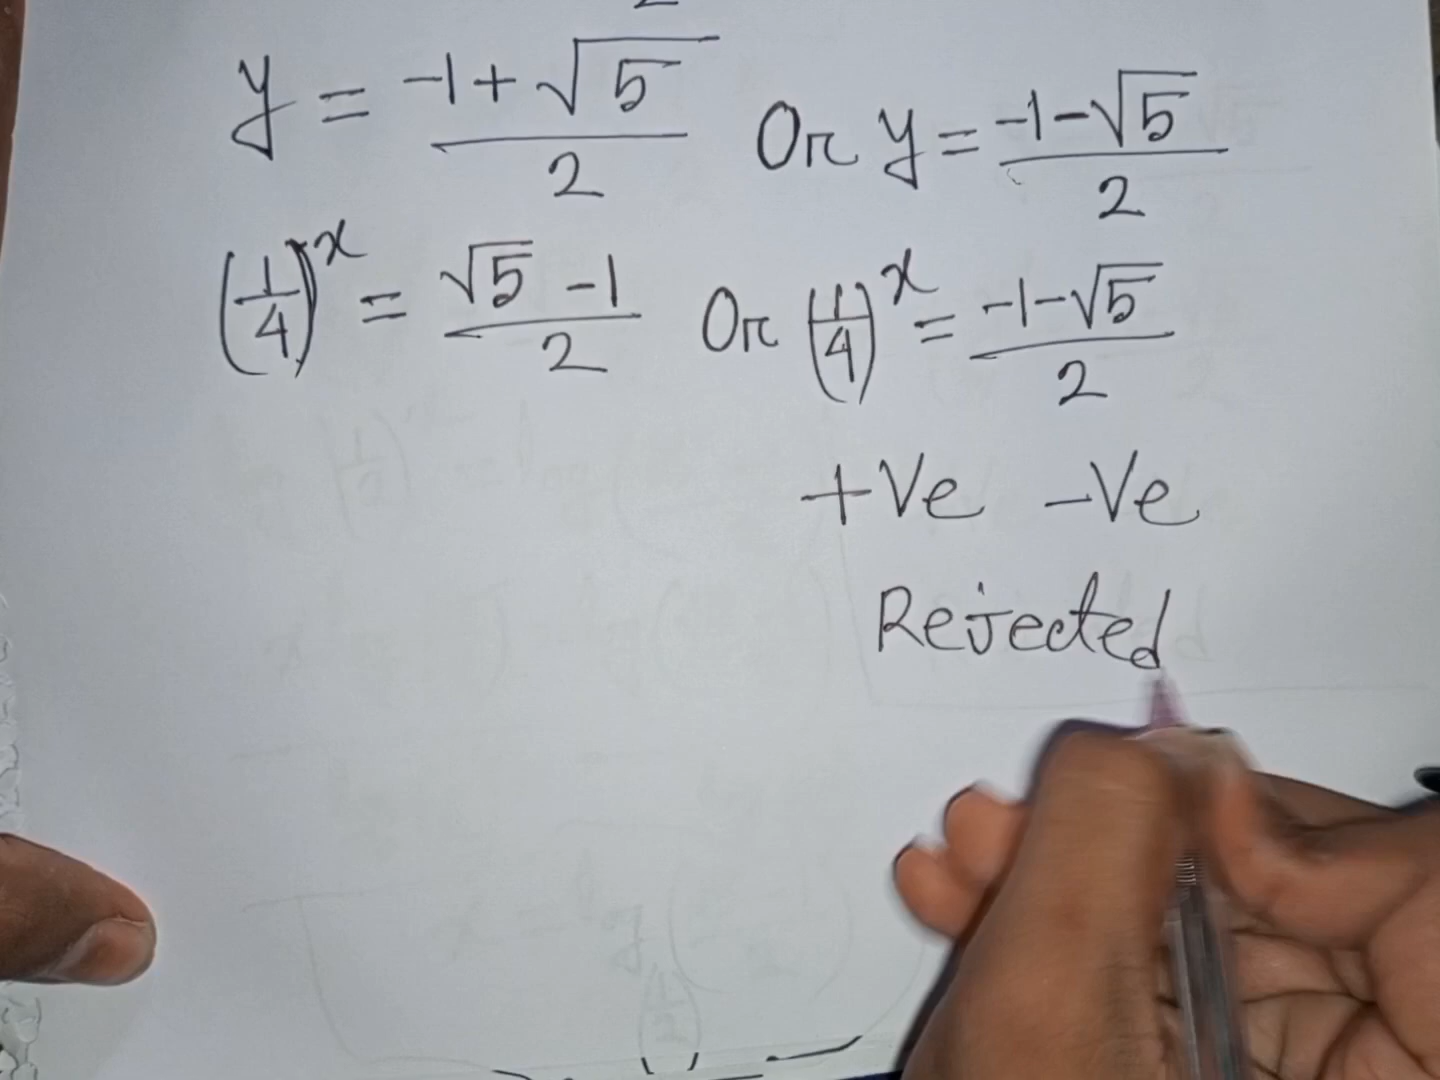 y = (-1+√5)/2 Or y = (-1-√5)/2
(1/4)^x = (√5 -1)/2 Or (1/4)^x = (-1-√5)/2
+Ve -Ve
Rejected